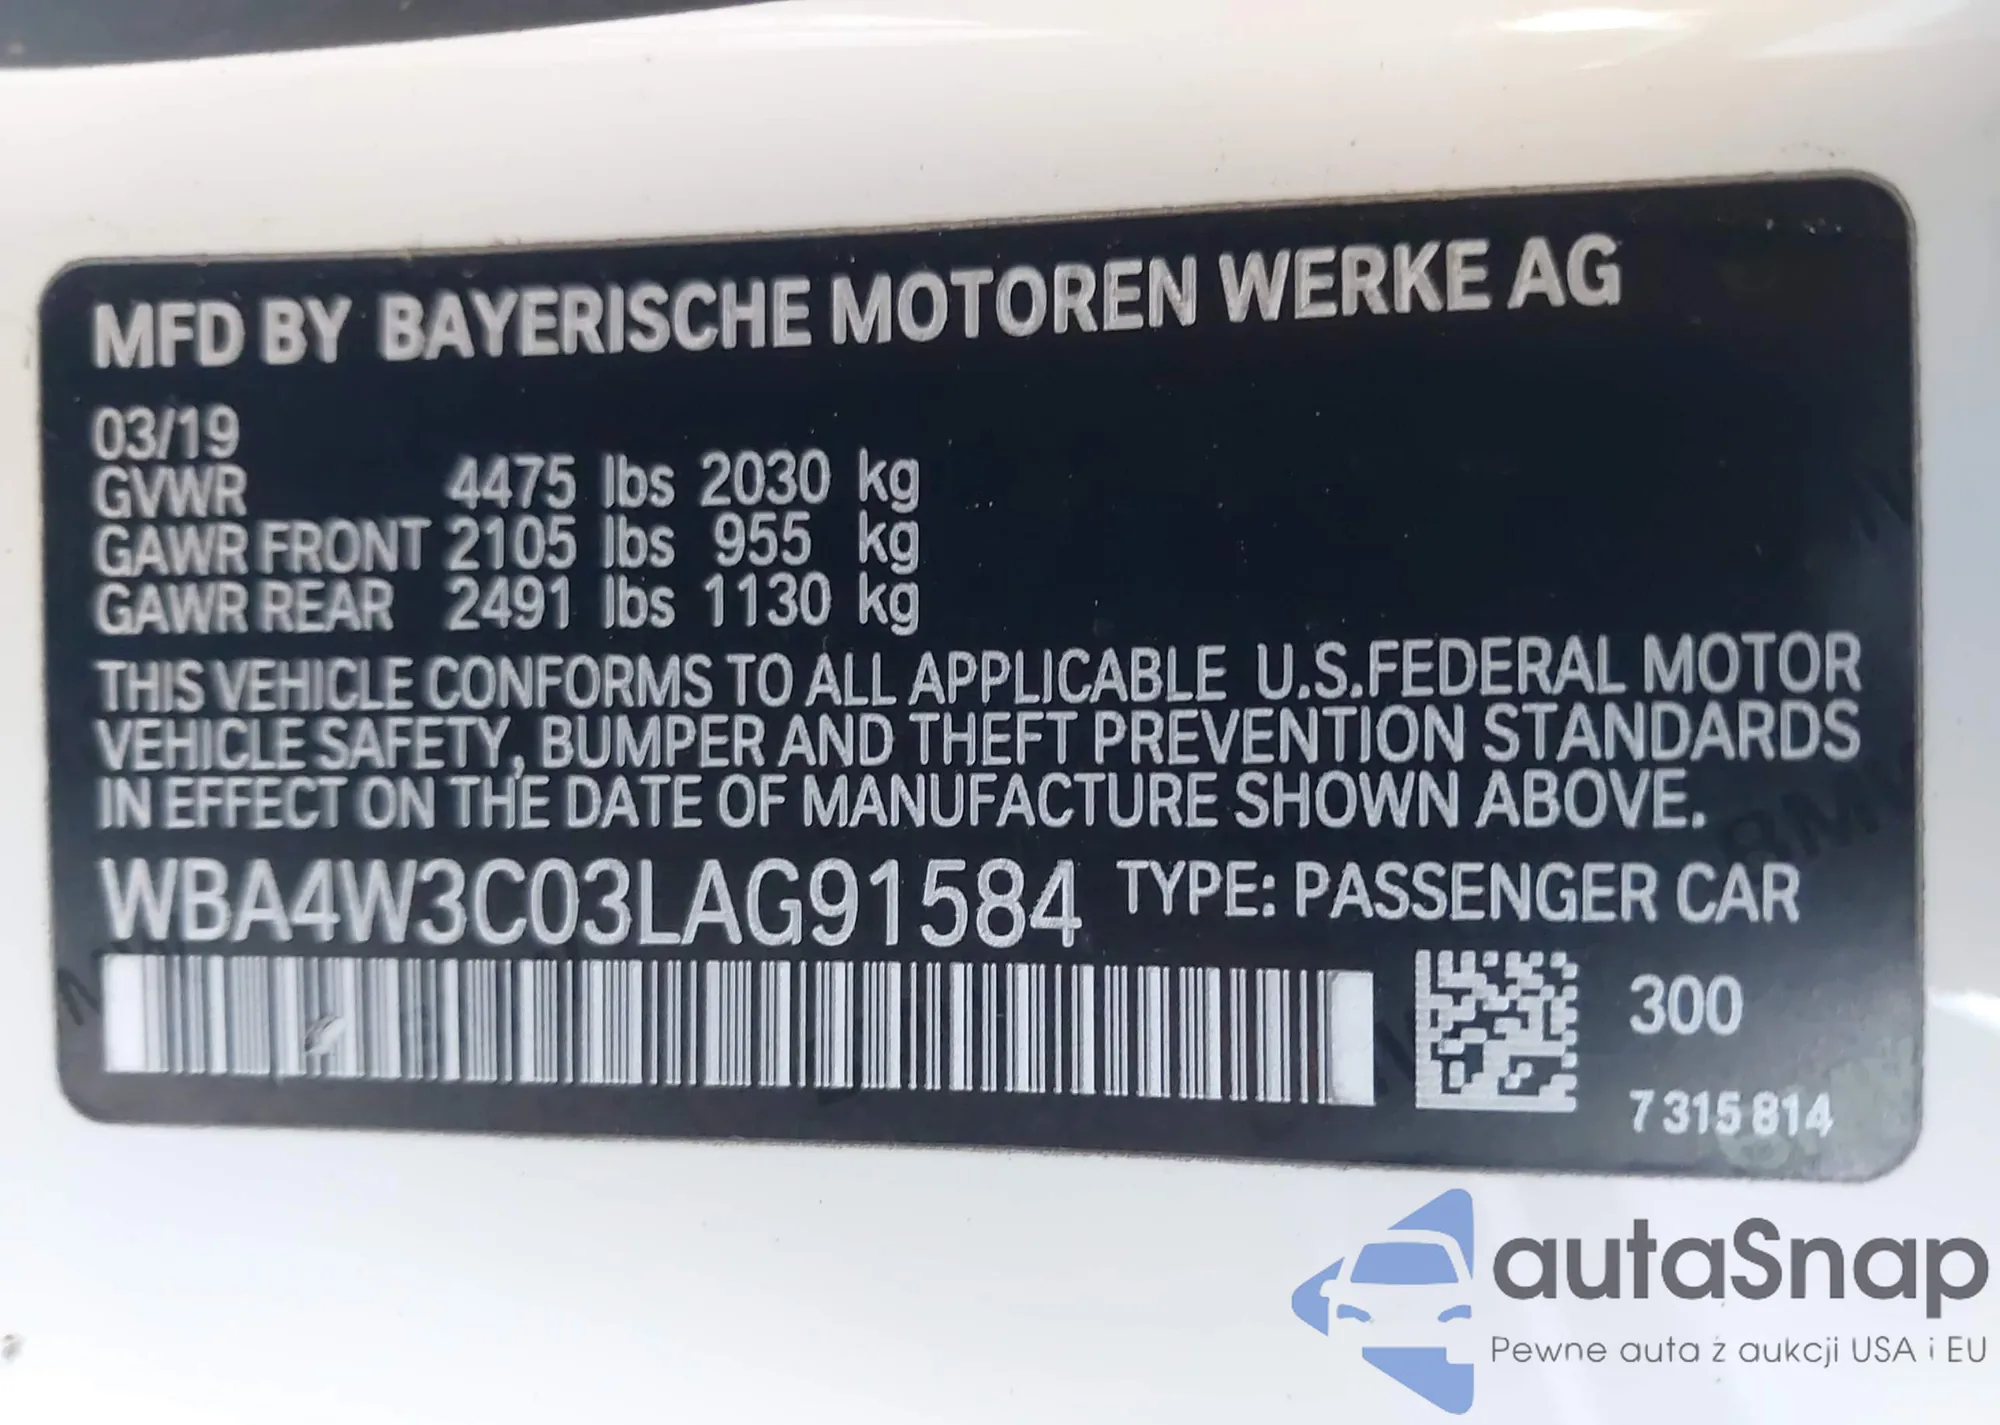 MFD BY BAYERISCHE MOTOREN WERKE AG
03/19
GVWR 4475 lbs 2030 kg
GAWR FRONT 2105 lbs 955 kg
GAWR REAR 2491 lbs 1130 kg
THIS VEHICLE CONFORMS TO ALL APPLICABLE U.S.FEDERAL MOTOR
VEHICLE SAFETY, BUMPER AND THEFT PREVENTION STANDARDS
IN EFFECT ON THE DATE OF MANUFACTURE SHOWN ABOVE.
WBA4W3C03LAG91584 TYPE: PASSENGER CAR
300
7 315 814
autaSnap
Pewne auta z aukcji USA i EU